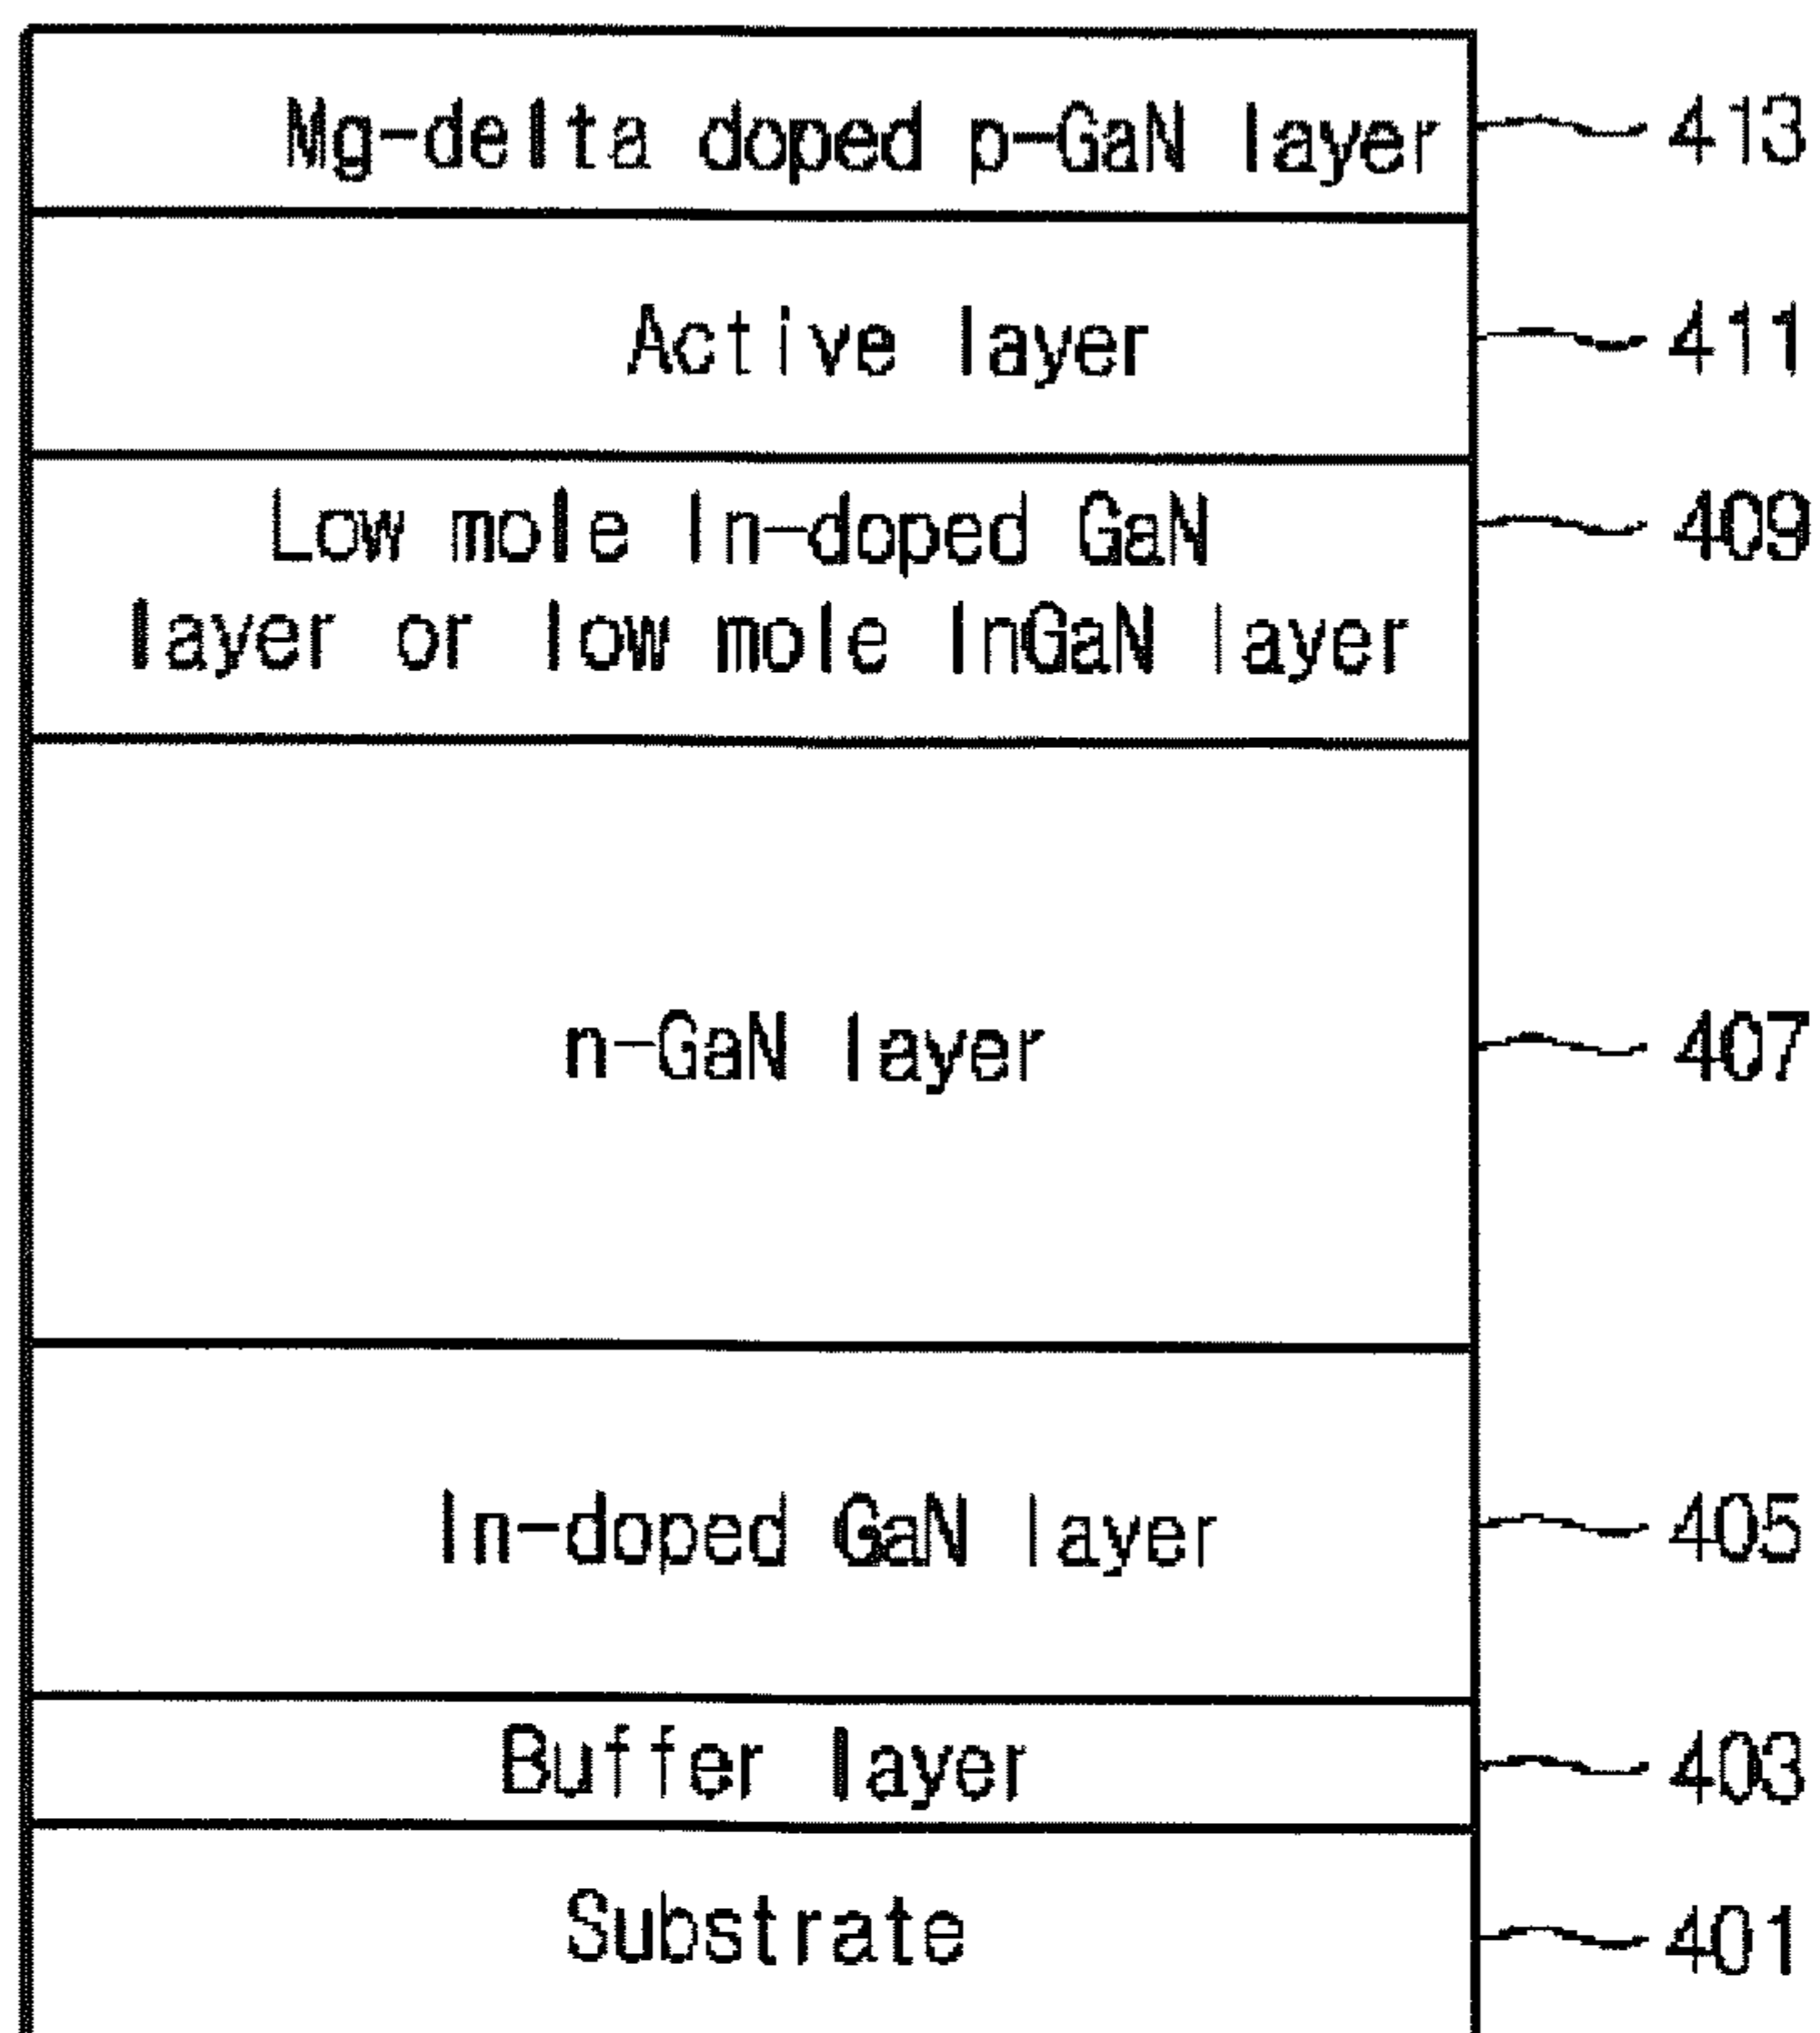 Mg-delta doped p-GaN layer 413
Active layer 411
Low mole In-doped GaN 409
layer or low mole InGaN layer
n-GaN layer 407
In-doped GaN layer 405
Buffer layer 403
Substrate 401